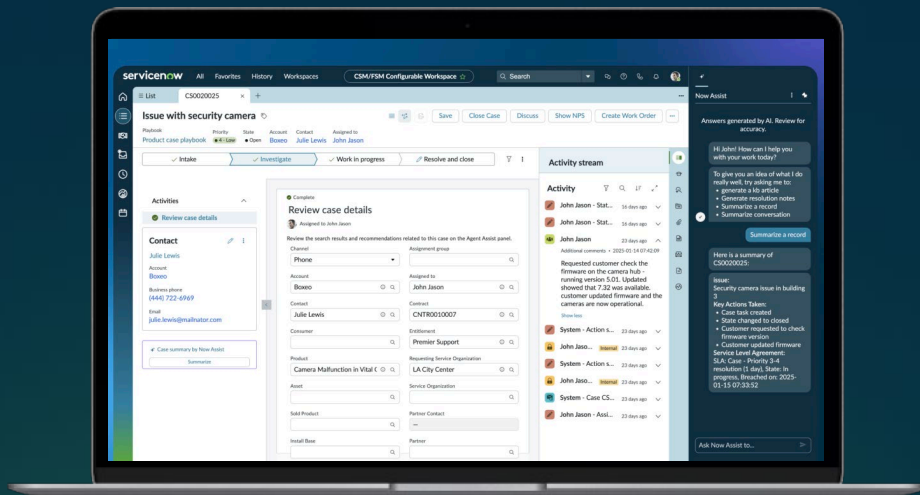 servicenow All Favorites History Workspaces CSM/FSM Configurable Workspace Search
List CS0020025
Issue with security camera
Save Close Case Discuss Show NPS Create Work Order
Playbook Priority State Account Contact Assigned to
Product case playbook 4 - Low Open Boxeo Julie Lewis John Jason
Intake Investigate Work in progress Resolve and close
Activities
Review case details
Contact
Julie Lewis
Account
Boxeo
Business phone
(444) 722-6969
Email
julie.lewis@mailnator.com
Case summary by Now Assist
Summarize
Complete
Review case details
Assigned to John Jason
Review the search results and recommendations related to this case on the Agent Assist panel.
Channel Assignment group
Phone
Account Assigned to
Boxeo John Jason
Contact Contract
Julie Lewis CNTR0010007
Consumer Entitlement
Premier Support
Product Requesting Service Organization
Camera Malfunction in Vital C LA City Center
Asset Service Organization
Sold Product Partner Contact
—
Install Base Partner
Activity stream
Activity
John Jason - Stat... 16 days ago
John Jason - Stat... 16 days ago
John Jason 23 days ago
Additional comments • 2025-01-14 07:42:09
Requested customer check the
firmware on the camera hub -
running version 5.01. Updated
showed that 7.32 was available.
customer updated firmware and the
cameras are now operational.
Show less
System - Action s... 23 days ago
John Jaso... Internal 23 days ago
System - Action s... 23 days ago
John Jaso... Internal 23 days ago
System - Case CS... 23 days ago
John Jason - Assi... 23 days ago
Now Assist
Answers generated by AI. Review for
accuracy.
Hi John! How can I help you
with your work today?
To give you an idea of what I do
really well, try asking me to:
• generate a kb article
• Generate resolution notes
• Summarize a record
• Summarize conversation
Summarize a record
Here is a summary of
CS0020025:
Issue:
Security camera issue in building
3
Key Actions Taken:
• Case task created
• State changed to closed
• Customer requested to check
firmware version
• Customer updated firmware
Service Level Agreement:
SLA: Case - Priority 3-4
resolution (1 day), State: In
progress, Breached on: 2025-
01-15 07:33:52
Ask Now Assist to...